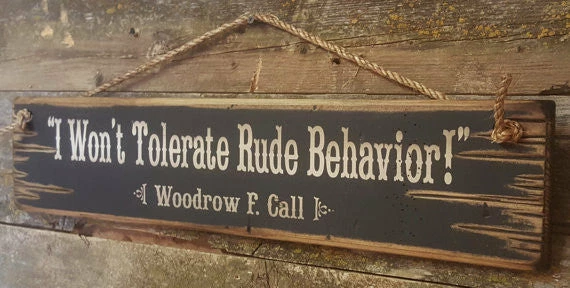 “I Won't Tolerate Rude Behavior!”
[ Woodrow F. Call ]